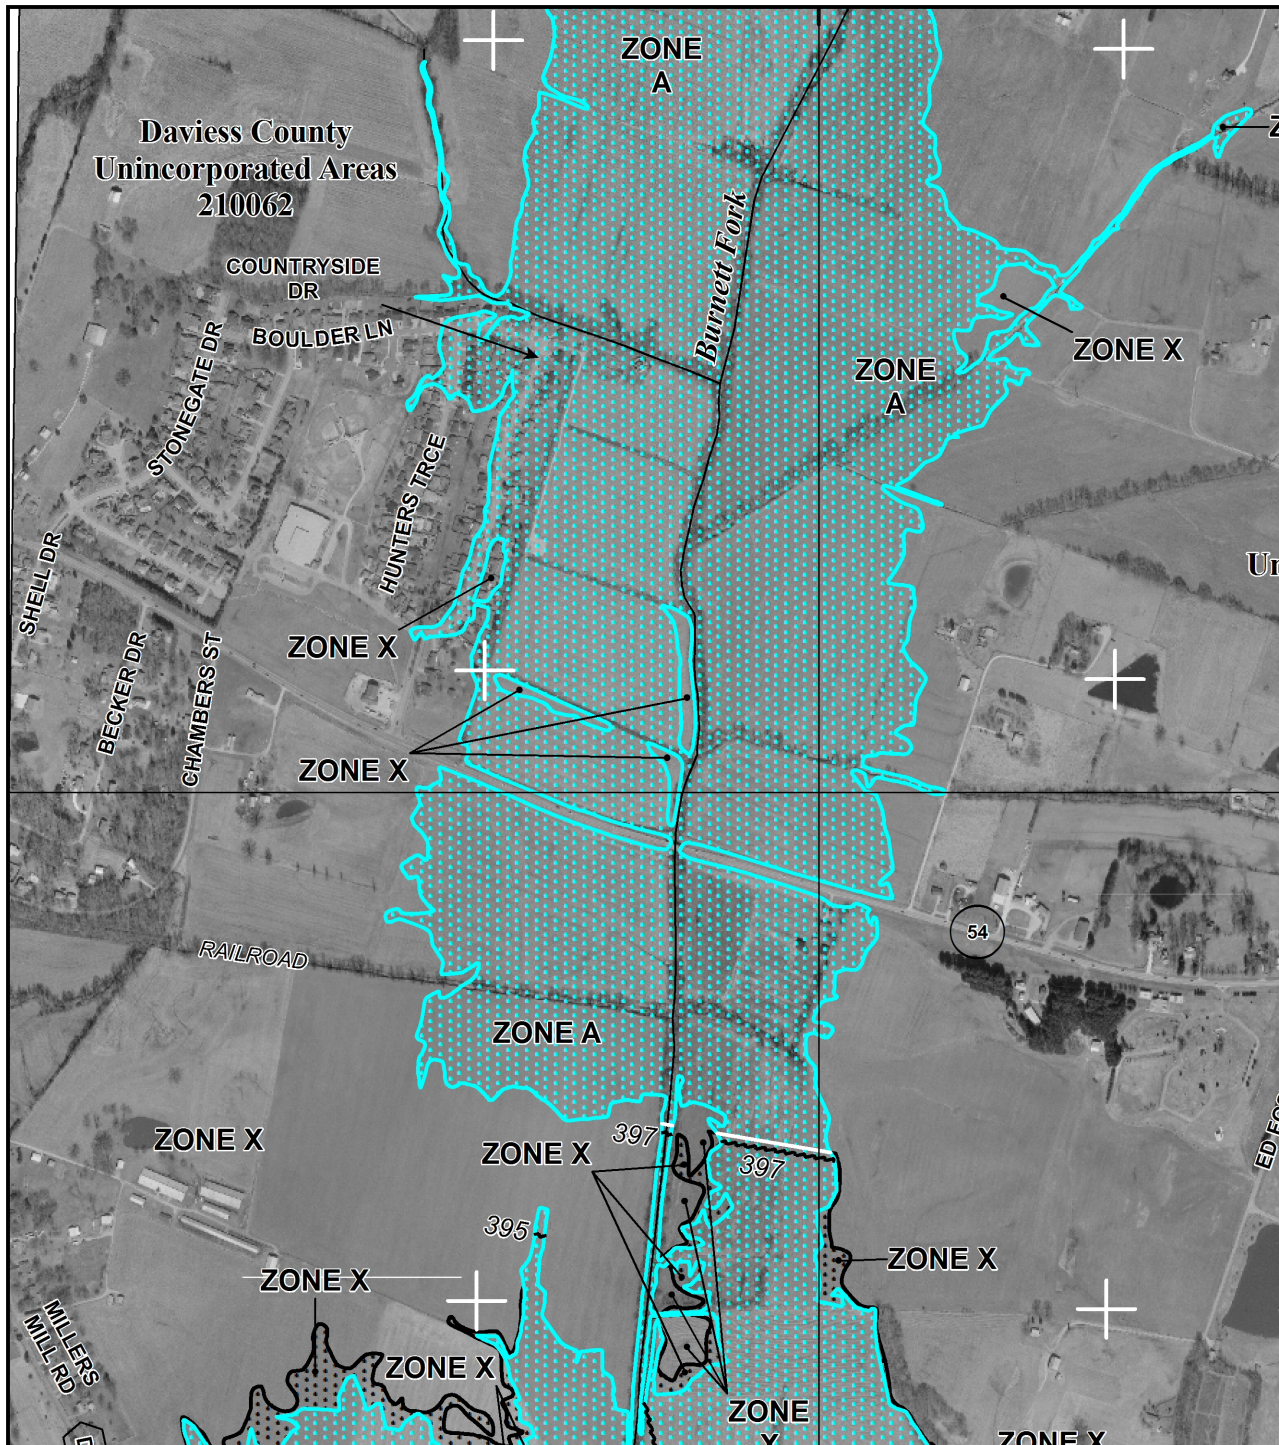 ZONE
A
Daviess County
Unincorporated Areas
210062
COUNTRYSIDE
DR
BOULDER LN
STONEGATE DR
Burnett Fork
ZONE X
ZONE
A
HUNTERS TRCE
SHELL DR
BECKER DR
CHAMBERS ST
ZONE X
ZONE X
54
RAILROAD
ZONE A
ZONE X
ZONE X
397
397
395
ZONE X
ZONE X
MILLERS
MILL RD
ZONE X
ZONE
X
ZONE X